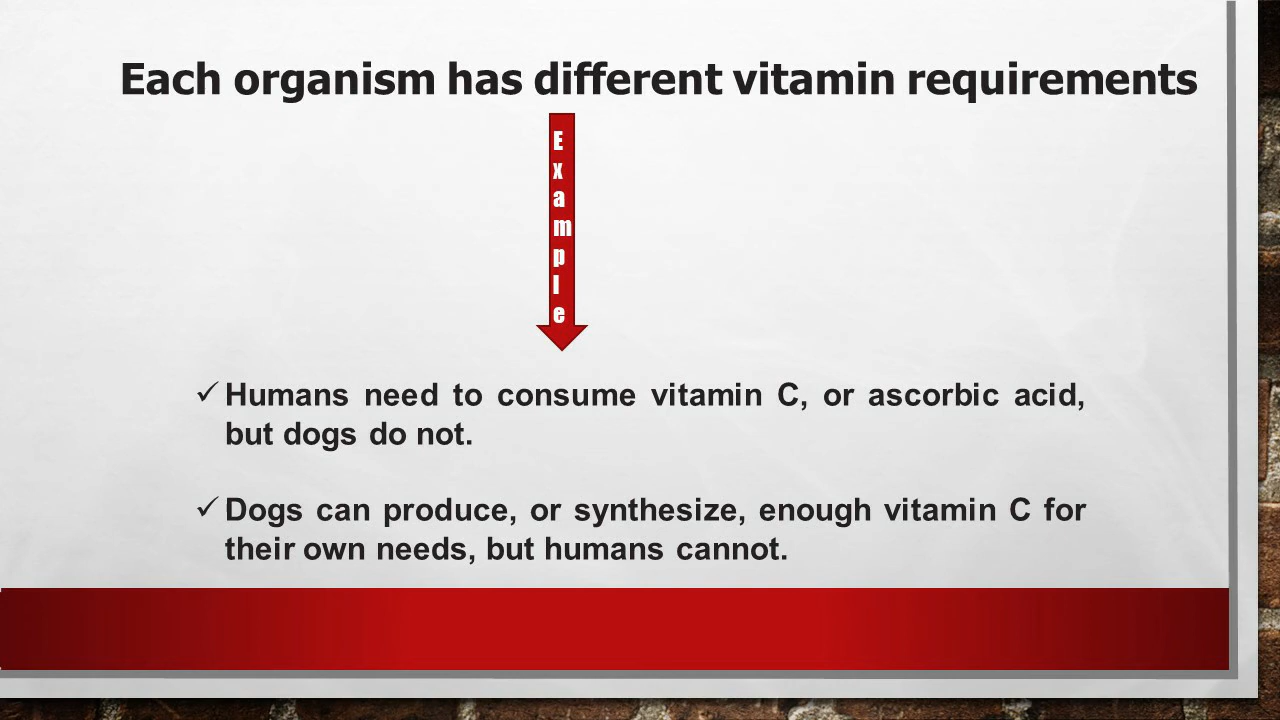 Each organism has different vitamin requirements
Example
Humans need to consume vitamin C, or ascorbic acid,
but dogs do not.
Dogs can produce, or synthesize, enough vitamin C for
their own needs, but humans cannot.